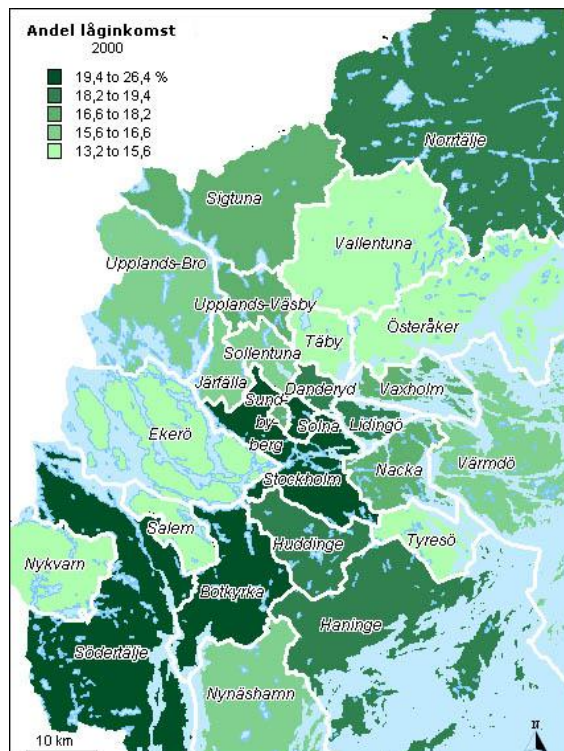 Andel låginkomst
2000
19,4 to 26,4 %
18,2 to 19,4
16,6 to 18,2
15,6 to 16,6
13,2 to 15,6
Norrtälje
Sigtuna
Vallentuna
Upplands-Bro
Upplands-Väsby
Österåker
Täby
Sollentuna
Järfälla
Danderyd
Vaxholm
Sund-
by-
berg
Solna
Lidingö
Ekerö
Stockholm
Nacka
Värmdö
Salem
Huddinge
Tyresö
Nykvarn
Botkyrka
Haninge
Södertälje
Nynäshamn
10 km
N